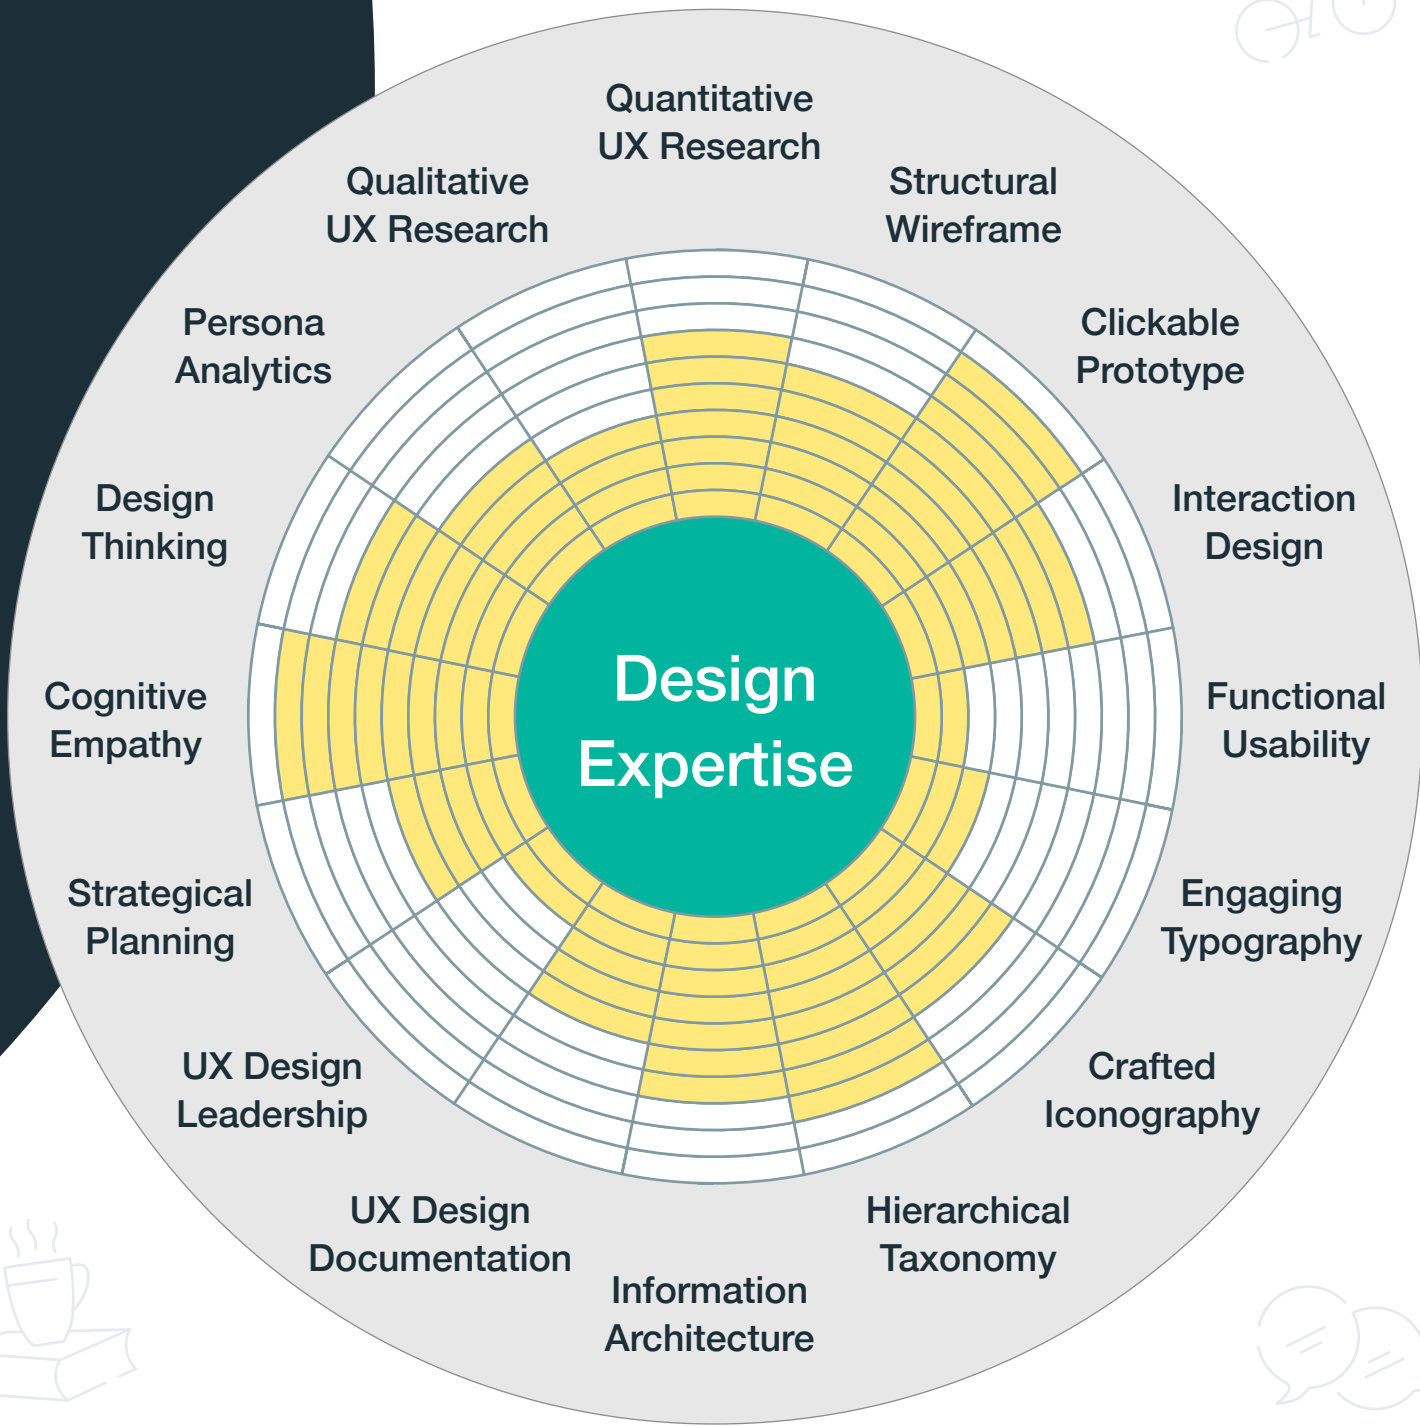 Quantitative
UX Research
Structural
Wireframe
Clickable
Prototype
Interaction
Design
Functional
Usability
Engaging
Typography
Crafted
Iconography
Hierarchical
Taxonomy
Information
Architecture
UX Design
Documentation
UX Design
Leadership
Strategical
Planning
Cognitive
Empathy
Design
Thinking
Persona
Analytics
Qualitative
UX Research
Design
Expertise